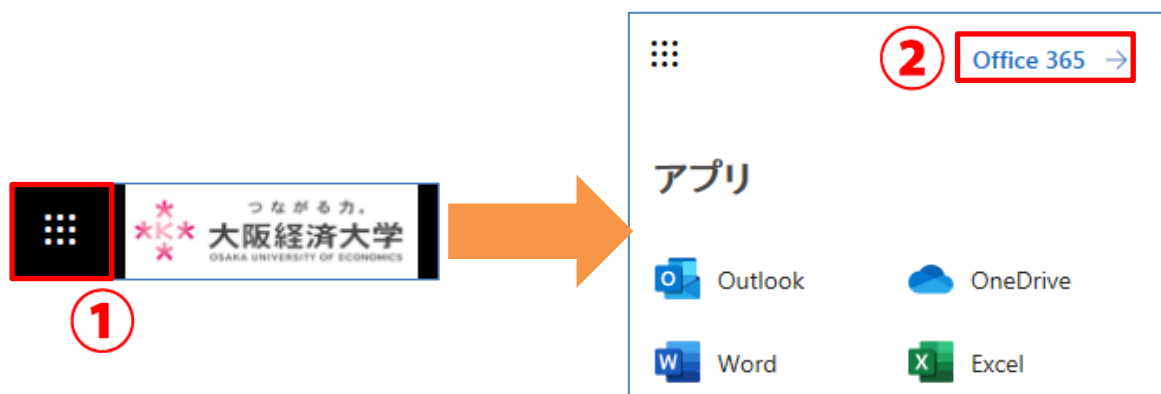 ①
つながる力。
大阪経済大学
OSAKA UNIVERSITY OF ECONOMICS
②
Office 365 →
アプリ
Outlook
OneDrive
Word
Excel